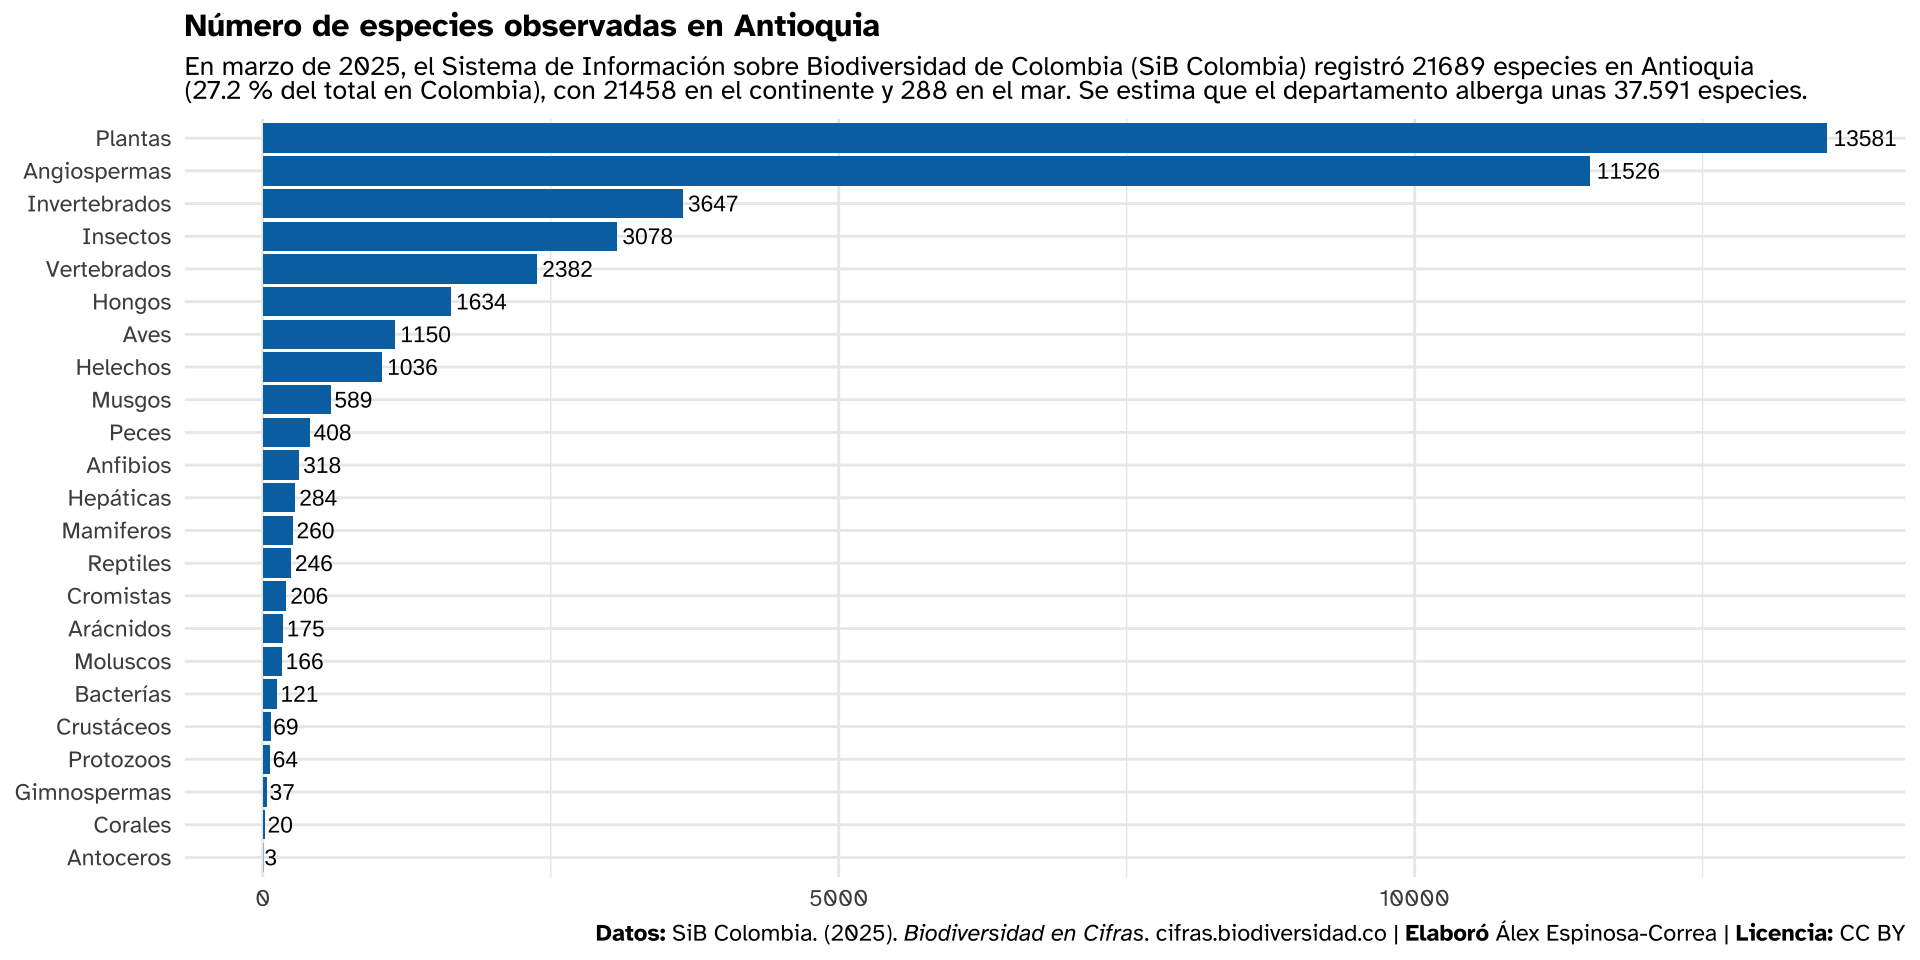 Número de especies observadas en Antioquia
En marzo de 2025, el Sistema de Información sobre Biodiversidad de Colombia (SiB Colombia) registró 21689 especies en Antioquia
(27.2 % del total en Colombia), con 21458 en el continente y 288 en el mar. Se estima que el departamento alberga unas 37.591 especies.
Plantas 13581
Angiospermas 11526
Invertebrados 3647
Insectos 3078
Vertebrados 2382
Hongos 1634
Aves 1150
Helechos 1036
Musgos 589
Peces 408
Anfibios 318
Hepáticas 284
Mamiferos 260
Reptiles 246
Cromistas 206
Arácnidos 175
Moluscos 166
Bacterías 121
Crustáceos 69
Protozoos 64
Gimnospermas 37
Corales 20
Antoceros 3
0 5000 10000
Datos: SiB Colombia. (2025). Biodiversidad en Cifras. cifras.biodiversidad.co | Elaboró Álex Espinosa-Correa | Licencia: CC BY